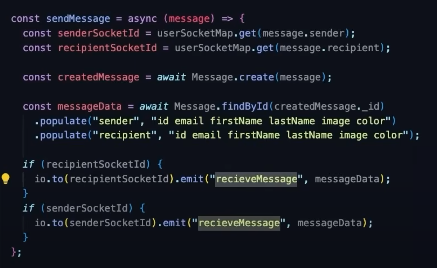 const sendMessage = async (message) => {
const senderSocketId = userSocketMap.get(message.sender);
const recipientSocketId = userSocketMap.get(message.recipient);
const createdMessage = await Message.create(message);
const messageData = await Message.findById(createdMessage._id)
.populate("sender", "id email firstName lastName image color")
.populate("recipient", "id email firstName lastName image color");
if (recipientSocketId) {
io.to(recipientSocketId).emit("recieveMessage", messageData);
}
if (senderSocketId) {
io.to(senderSocketId).emit("recieveMessage", messageData);
}
};